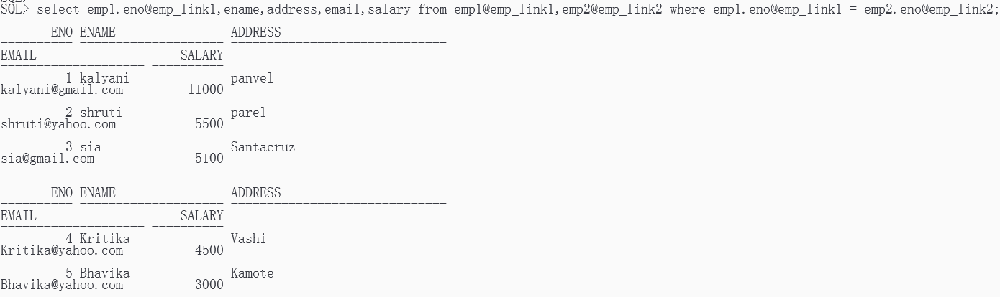 SQL>
SQL> select emp1.eno@emp_link1,ename,address,email,salary from emp1@emp_link1,emp2@emp_link2 where emp1.eno@emp_link1 = emp2.eno@emp_link2;
       ENO ENAME                ADDRESS
---------- -------------------- ------------------------------
EMAIL                    SALARY
-------------------- ----------
         1 kalyani              panvel
kalyani@gmail.com         11000
         2 shruti               parel
shruti@yahoo.com           5500
         3 sia                  Santacruz
sia@gmail.com              5100
       ENO ENAME                ADDRESS
---------- -------------------- ------------------------------
EMAIL                    SALARY
-------------------- ----------
         4 Kritika              Vashi
Kritika@yahoo.com          4500
         5 Bhavika              Kamote
Bhavika@yahoo.com          3000